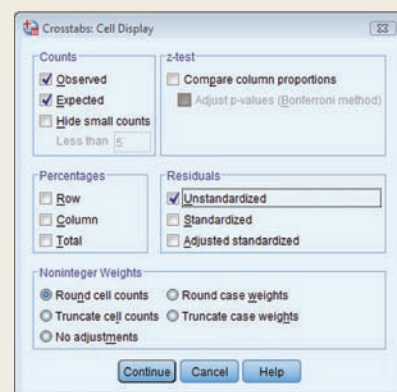 Crosstabs: Cell Display
Counts
Observed
Expected
Hide small counts
Less than 5
z-test
Compare column proportions
Adjust p-values (Bonferroni method)
Percentages
Row
Column
Total
Residuals
Unstandardized
Standardized
Adjusted standardized
Noninteger Weights
Round cell counts Round case weights
Truncate cell counts Truncate case weights
No adjustments
Continue Cancel Help